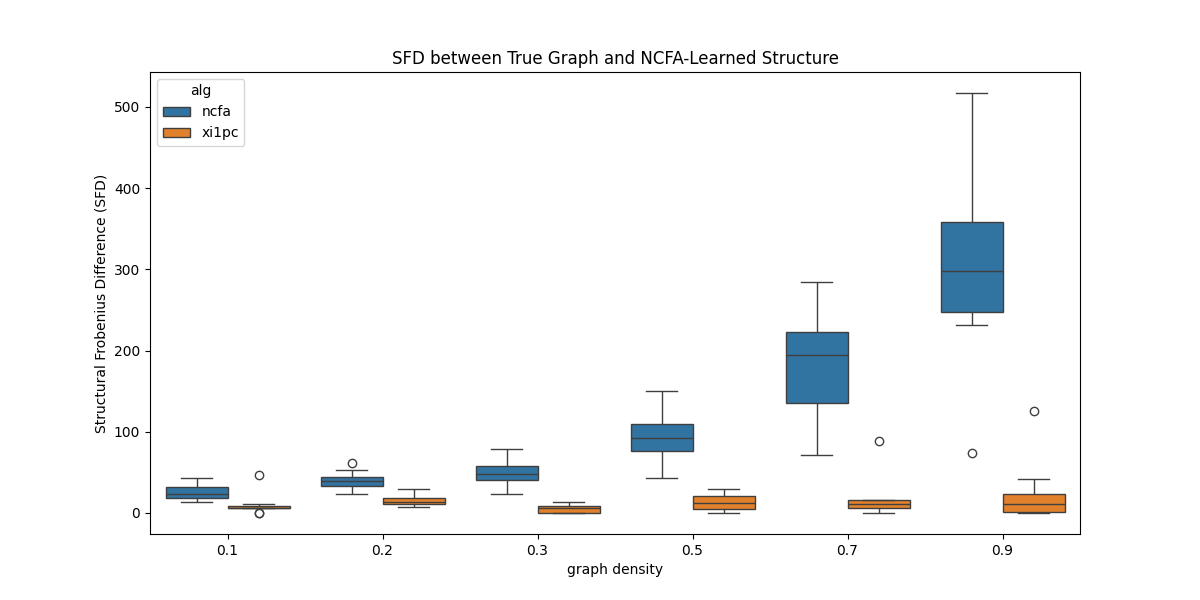 SFD between True Graph and NCFA-Learned Structure
alg
ncfa
xi1pc
Structural Frobenius Difference (SFD)
500
400
300
200
100
0
0.1 0.2 0.3 0.5 0.7 0.9
graph density